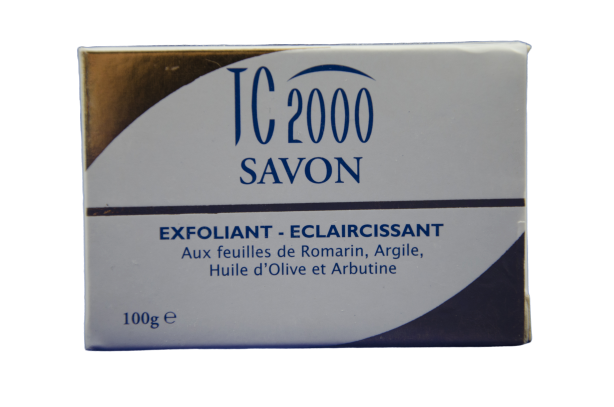 TC 2000
SAVON
EXFOLIANT - ECLAIRCISSANT
Aux feuilles de Romarin, Argile,
Huile d'Olive et Arbutine
100g ℮